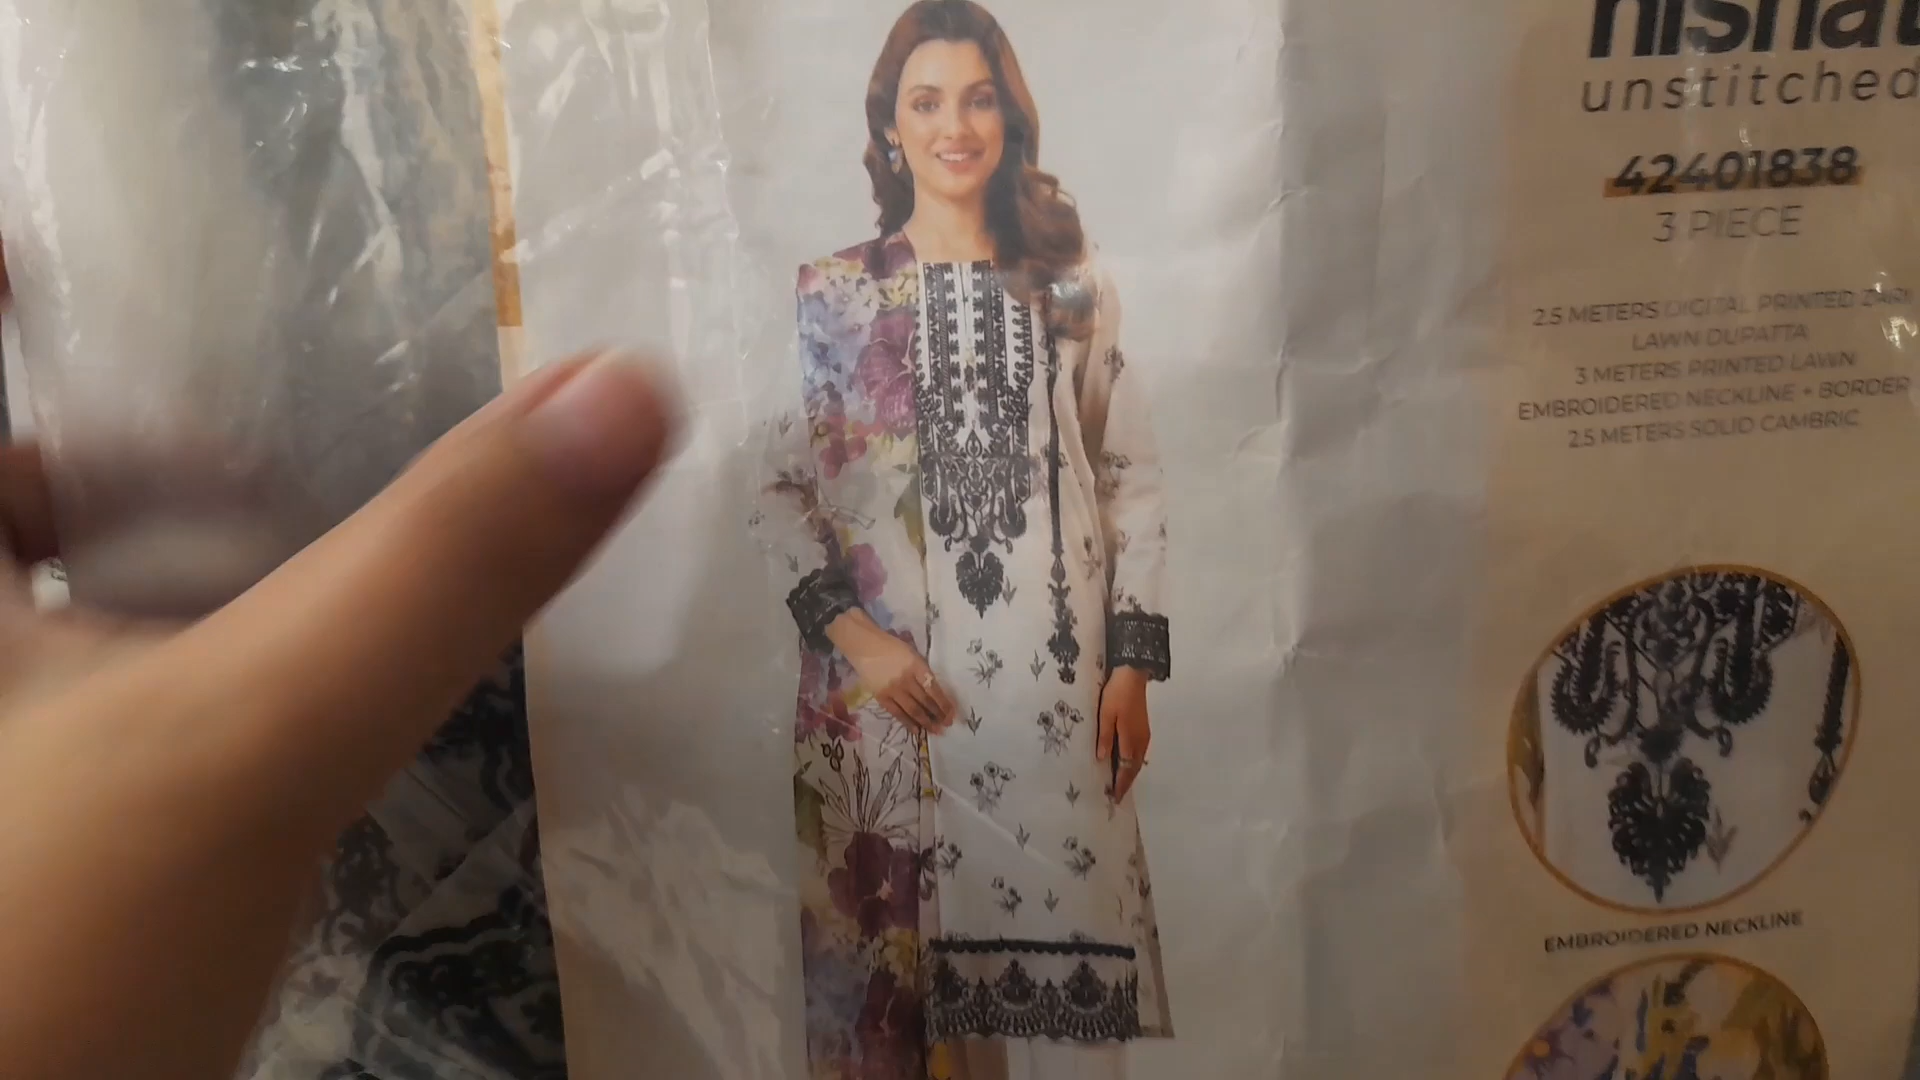 nishat
unstitched
42401838
3 PIECE
2.5 METERS DIGITAL PRINTED ZARI
LAWN DUPATTA
3 METERS PRINTED LAWN
EMBROIDERED NECKLINE + BORDER
2.5 METERS SOLID CAMBRIC
EMBROIDERED NECKLINE